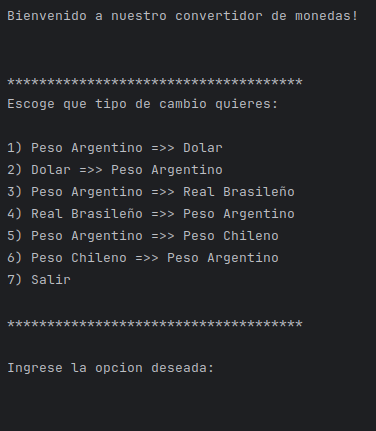 Bienvenido a nuestro convertidor de monedas!
*************************************
Escoge que tipo de cambio quieres:
1) Peso Argentino =>> Dolar
2) Dolar =>> Peso Argentino
3) Peso Argentino =>> Real Brasileño
4) Real Brasileño =>> Peso Argentino
5) Peso Argentino =>> Peso Chileno
6) Peso Chileno =>> Peso Argentino
7) Salir
*************************************
Ingrese la opcion deseada: